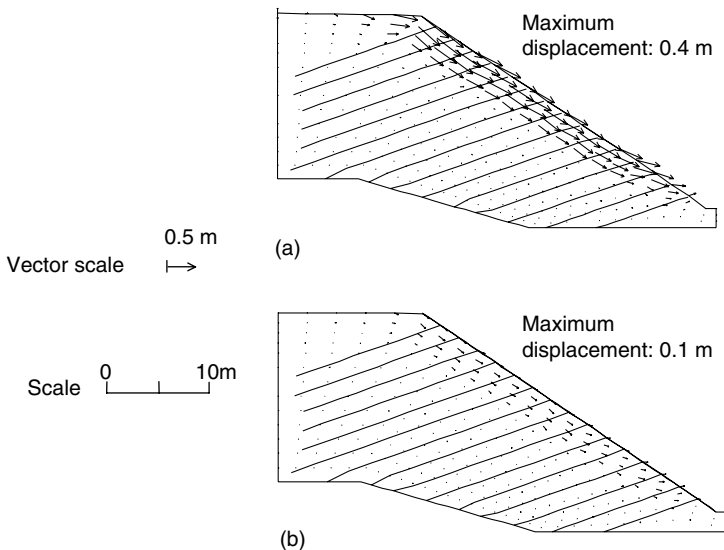 Maximum
displacement: 0.4 m
0.5 m
(a)
Vector scale
Maximum
displacement: 0.1 m
0 10m
Scale
(b)